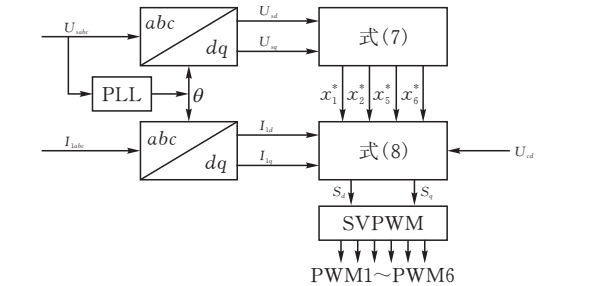 abc
dq
U_sabc
U_sd
U_sq
式(7)
PLL
θ
x_1^* x_2^* x_5^* x_6^*
abc
dq
I_1abc
I_1d
I_1q
式(8)
U_cd
S_d S_q
SVPWM
PWM1～PWM6